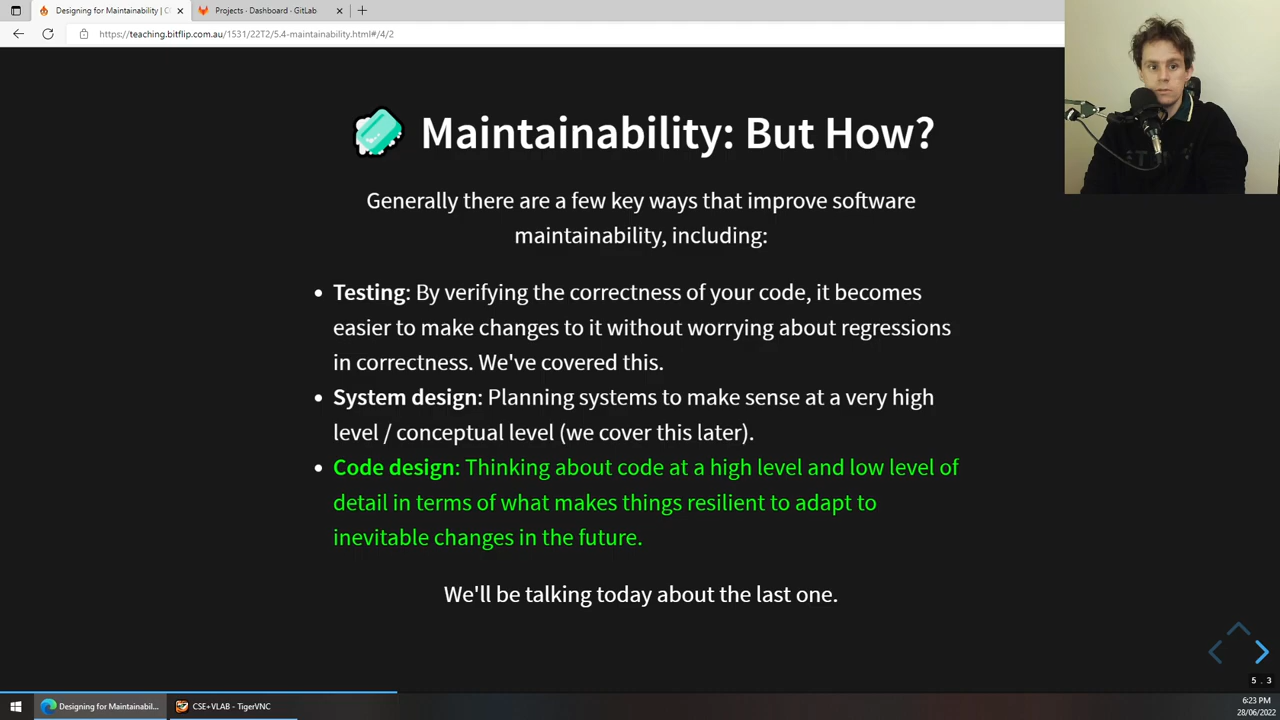 Designing for Maintainability | C
Projects · Dashboard · GitLab
https://teaching.bitflip.com.au/1531/22T2/5.4-maintainability.html#/4/2
Maintainability: But How?
Generally there are a few key ways that improve software
maintainability, including:
• Testing: By verifying the correctness of your code, it becomes
easier to make changes to it without worrying about regressions
in correctness. We've covered this.
• System design: Planning systems to make sense at a very high
level / conceptual level (we cover this later).
• Code design: Thinking about code at a high level and low level of
detail in terms of what makes things resilient to adapt to
inevitable changes in the future.
We'll be talking today about the last one.
5.3
Designing for Maintainabil...
CSE+VLAB - TigerVNC
6:23 PM
28/06/2022